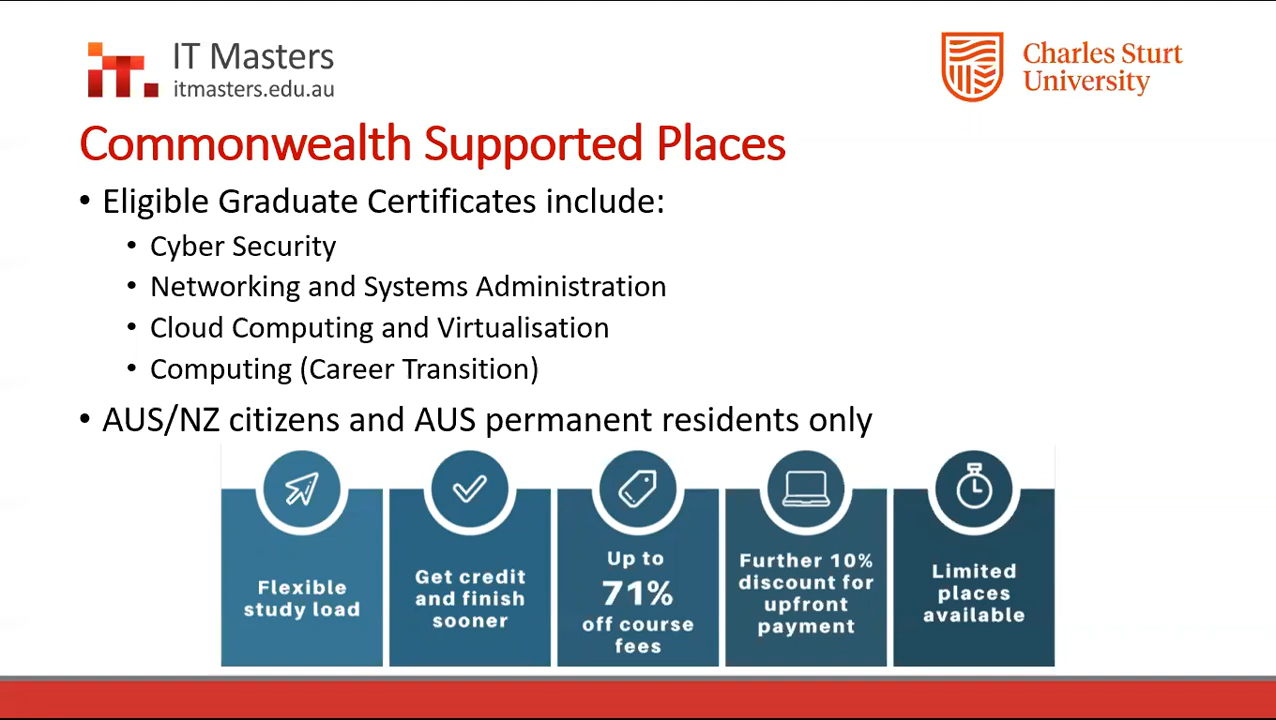 IT Masters
itmasters.edu.au
Charles Sturt
University
Commonwealth Supported Places
• Eligible Graduate Certificates include:
• Cyber Security
• Networking and Systems Administration
• Cloud Computing and Virtualisation
• Computing (Career Transition)
• AUS/NZ citizens and AUS permanent residents only
Flexible
study load
Get credit
and finish
sooner
Up to
71%
off course
fees
Further 10%
discount for
upfront
payment
Limited
places
available